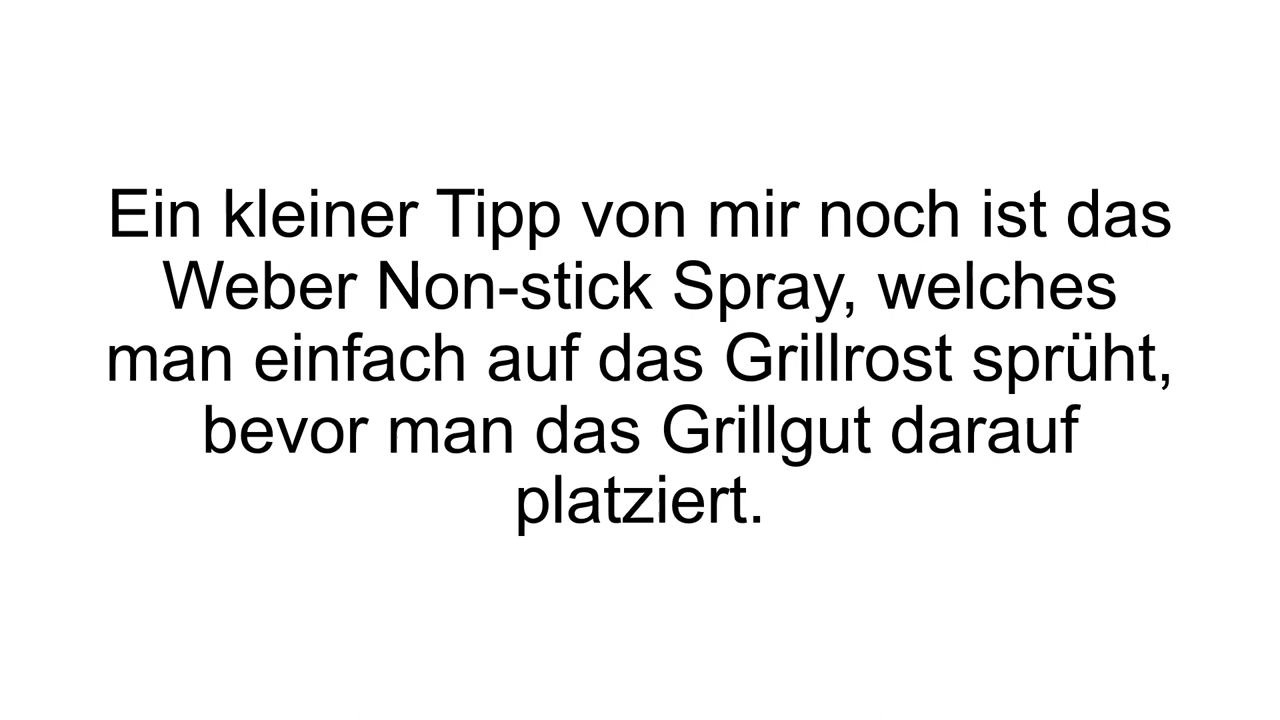 Ein kleiner Tipp von mir noch ist das
Weber Non-stick Spray, welches
man einfach auf das Grillrost sprüht,
bevor man das Grillgut darauf
platziert.